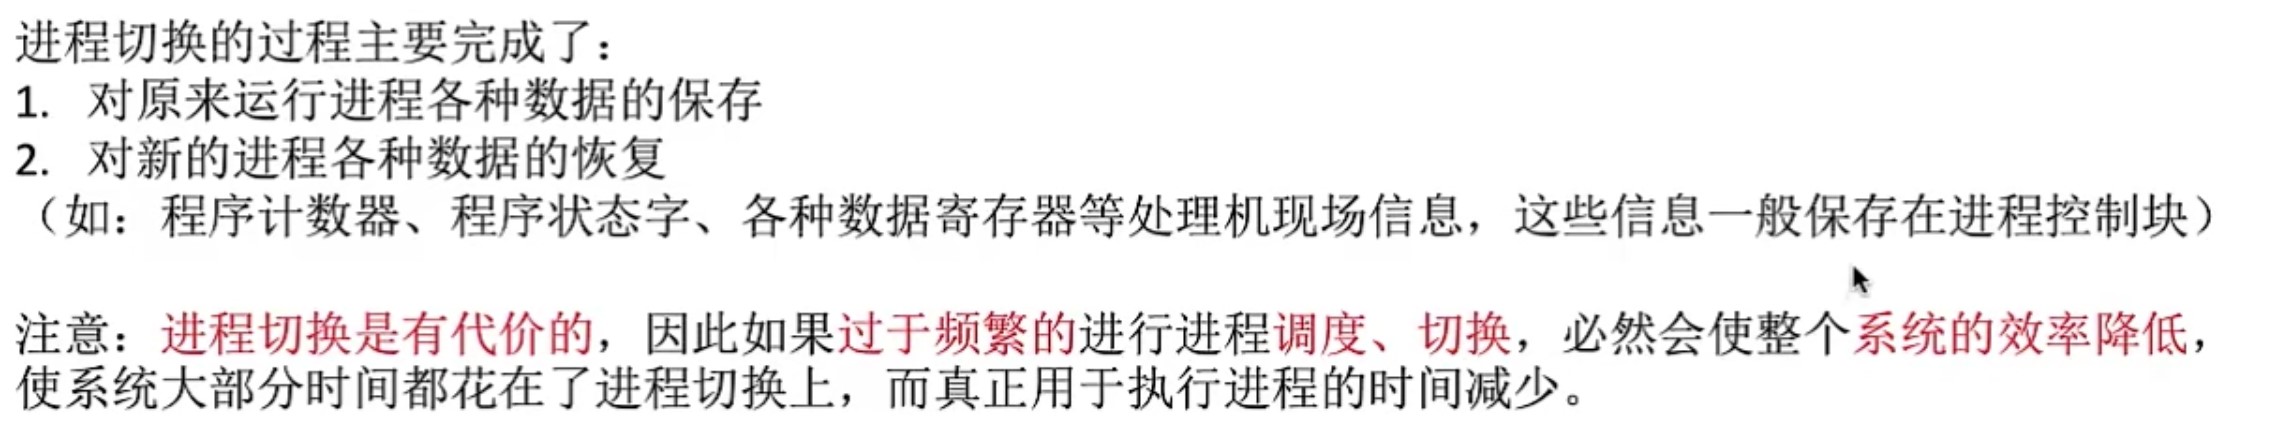 进程切换的过程主要完成了：
1. 对原来运行进程各种数据的保存
2. 对新的进程各种数据的恢复
（如：程序计数器、程序状态字、各种数据寄存器等处理机现场信息，这些信息一般保存在进程控制块）
注意：进程切换是有代价的，因此如果过于频繁的进行进程调度、切换，必然会使整个系统的效率降低，
使系统大部分时间都花在了进程切换上，而真正用于执行进程的时间减少。